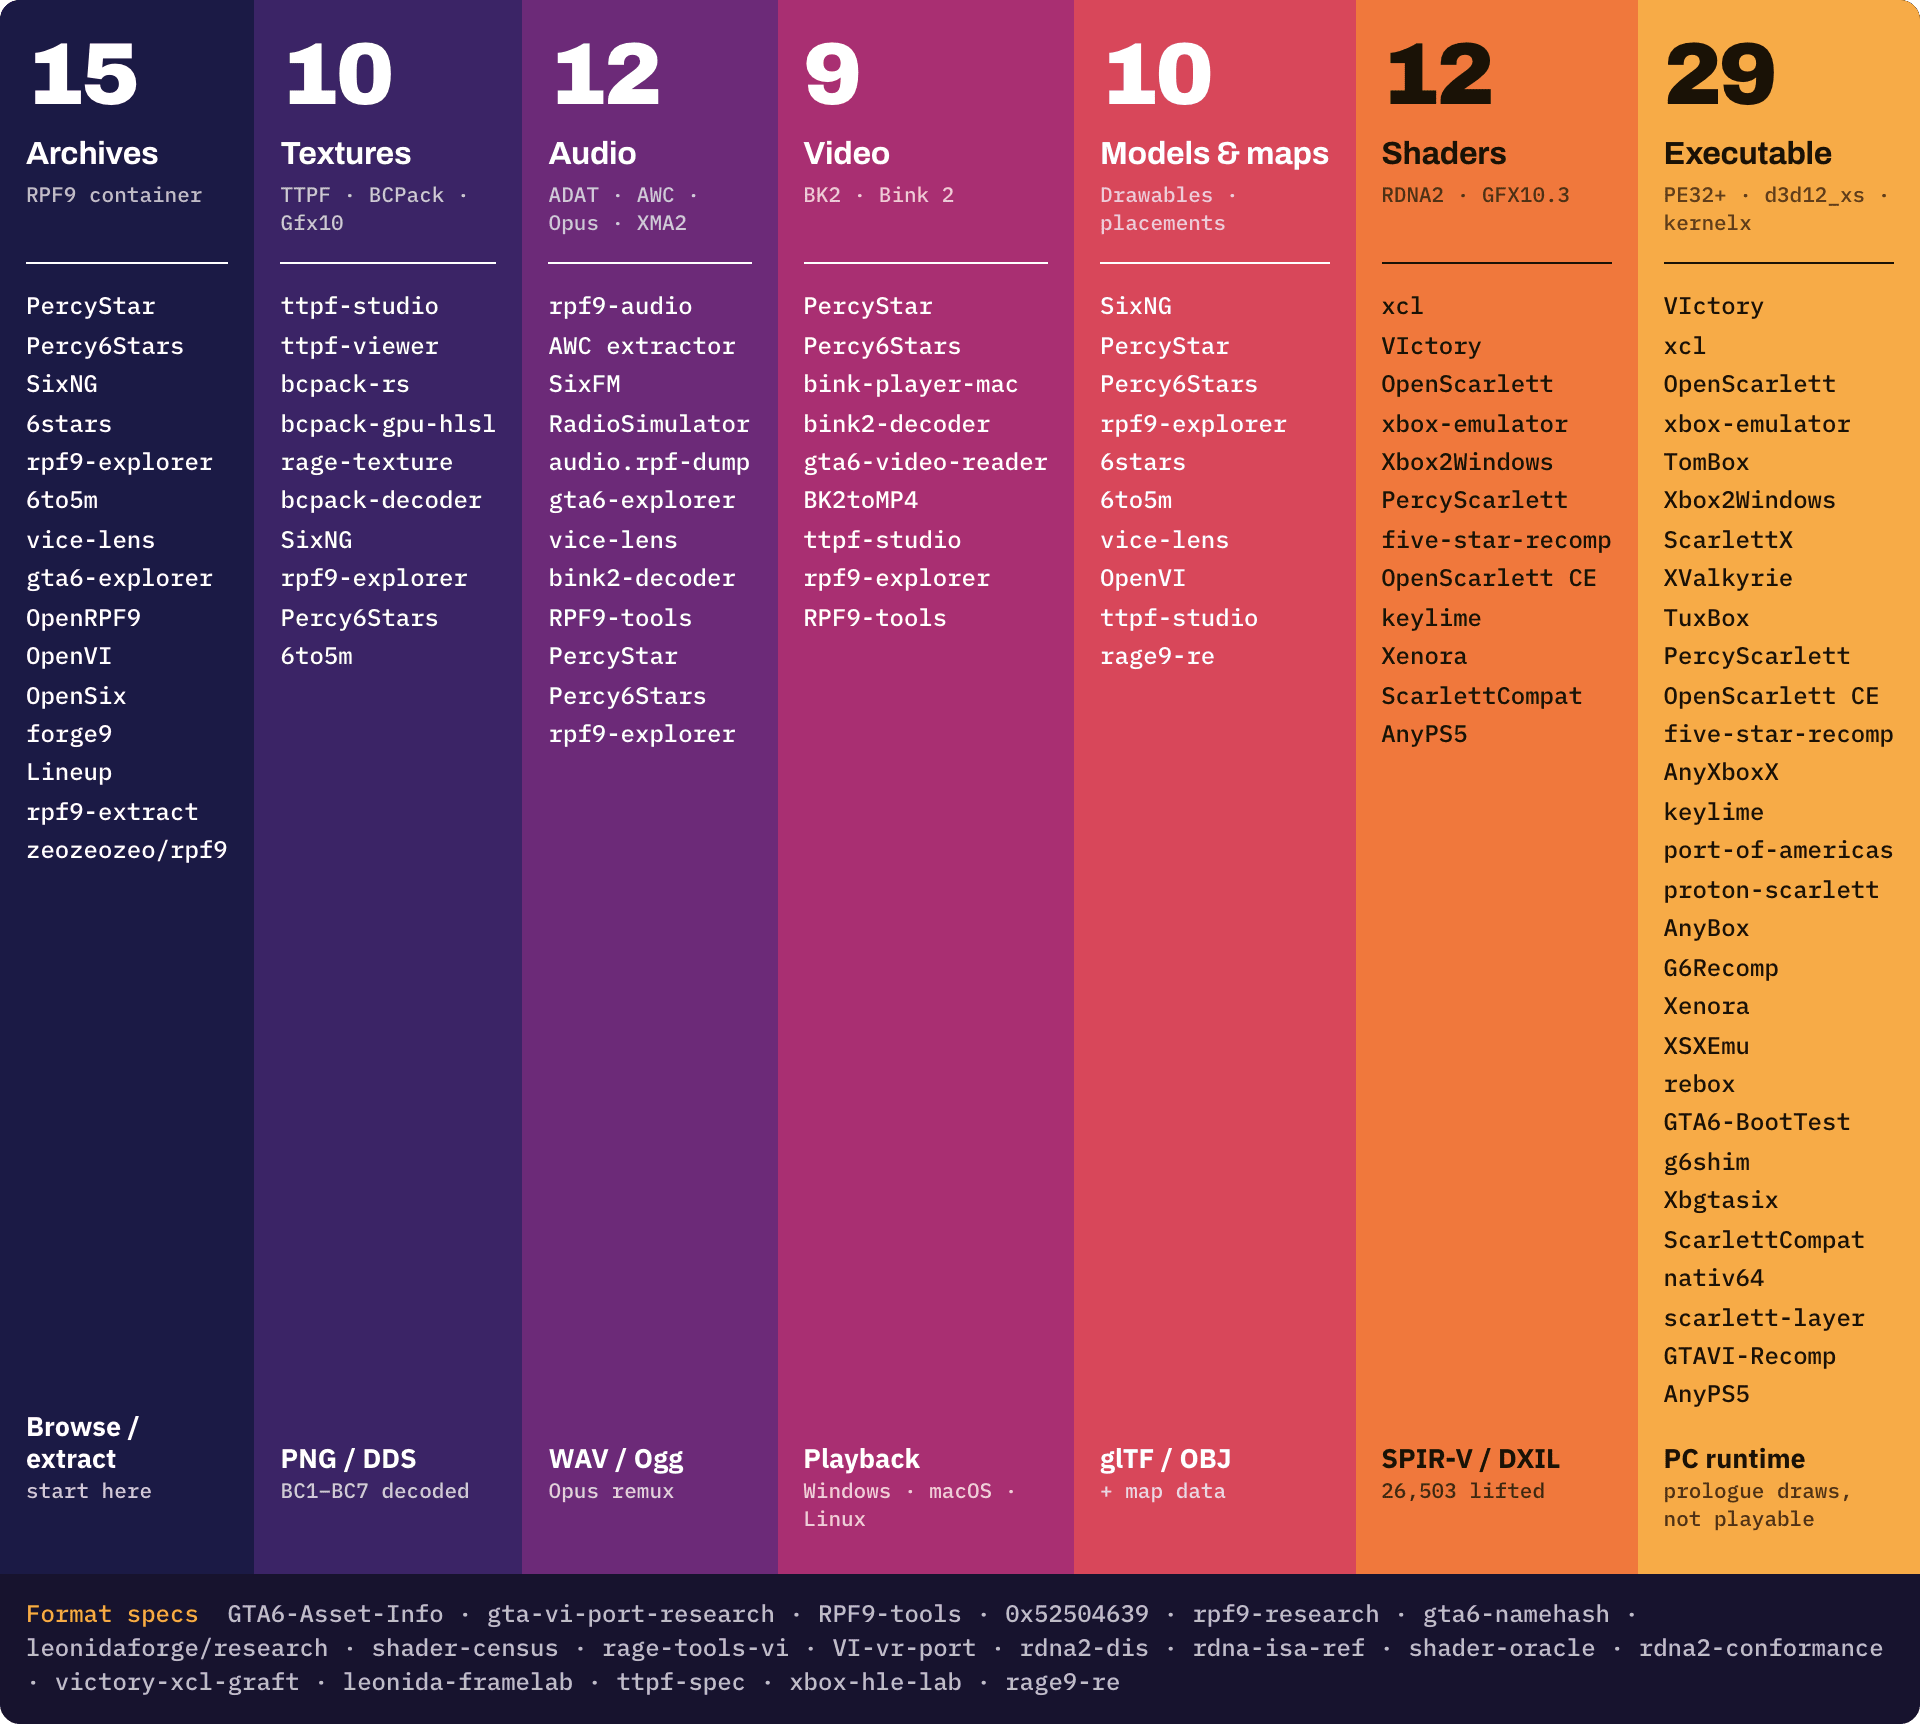 15
Archives
RPF9 container
PercyStar
Percy6Stars
SixNG
6stars
rpf9-explorer
6to5m
vice-lens
gta6-explorer
OpenRPF9
OpenVI
OpenSix
forge9
Lineup
rpf9-extract
zeozeozeo/rpf9
Browse /
extract
start here
10
Textures
TTPF · BCPack ·
Gfx10
ttpf-studio
ttpf-viewer
bcpack-rs
bcpack-gpu-hlsl
rage-texture
bcpack-decoder
SixNG
rpf9-explorer
Percy6Stars
6to5m
PNG / DDS
BC1–BC7 decoded
12
Audio
ADAT · AWC ·
Opus · XMA2
rpf9-audio
AWC extractor
SixFM
RadioSimulator
audio.rpf-dump
gta6-explorer
vice-lens
bink2-decoder
RPF9-tools
PercyStar
Percy6Stars
rpf9-explorer
WAV / Ogg
Opus remux
9
Video
BK2 · Bink 2
PercyStar
Percy6Stars
bink-player-mac
bink2-decoder
gta6-video-reader
BK2toMP4
ttpf-studio
rpf9-explorer
RPF9-tools
Playback
Windows · macOS ·
Linux
10
Models & maps
Drawables ·
placements
SixNG
PercyStar
Percy6Stars
rpf9-explorer
6stars
6to5m
vice-lens
OpenVI
ttpf-studio
rage9-re
glTF / OBJ
+ map data
12
Shaders
RDNA2 · GFX10.3
xcl
VIctory
OpenScarlett
xbox-emulator
Xbox2Windows
PercyScarlett
five-star-recomp
OpenScarlett CE
keylime
Xenora
ScarlettCompat
AnyPS5
SPIR-V / DXIL
26,503 lifted
29
Executable
PE32+ · d3d12_xs ·
kernelx
VIctory
xcl
OpenScarlett
xbox-emulator
TomBox
Xbox2Windows
ScarlettX
XValkyrie
TuxBox
PercyScarlett
OpenScarlett CE
five-star-recomp
AnyXboxX
keylime
port-of-americas
proton-scarlett
AnyBox
G6Recomp
Xenora
XSXEmu
rebox
GTA6-BootTest
g6shim
Xbgtasix
ScarlettCompat
nativ64
scarlett-layer
GTAVI-Recomp
AnyPS5
PC runtime
prologue draws,
not playable
Format specs GTA6-Asset-Info · gta-vi-port-research · RPF9-tools · 0x52504639 · rpf9-research · gta6-namehash ·
leonidaforge/research · shader-census · rage-tools-vi · VI-vr-port · rdna2-dis · rdna-isa-ref · shader-oracle · rdna2-conformance
· victory-xcl-graft · leonida-framelab · ttpf-spec · xbox-hle-lab · rage9-re